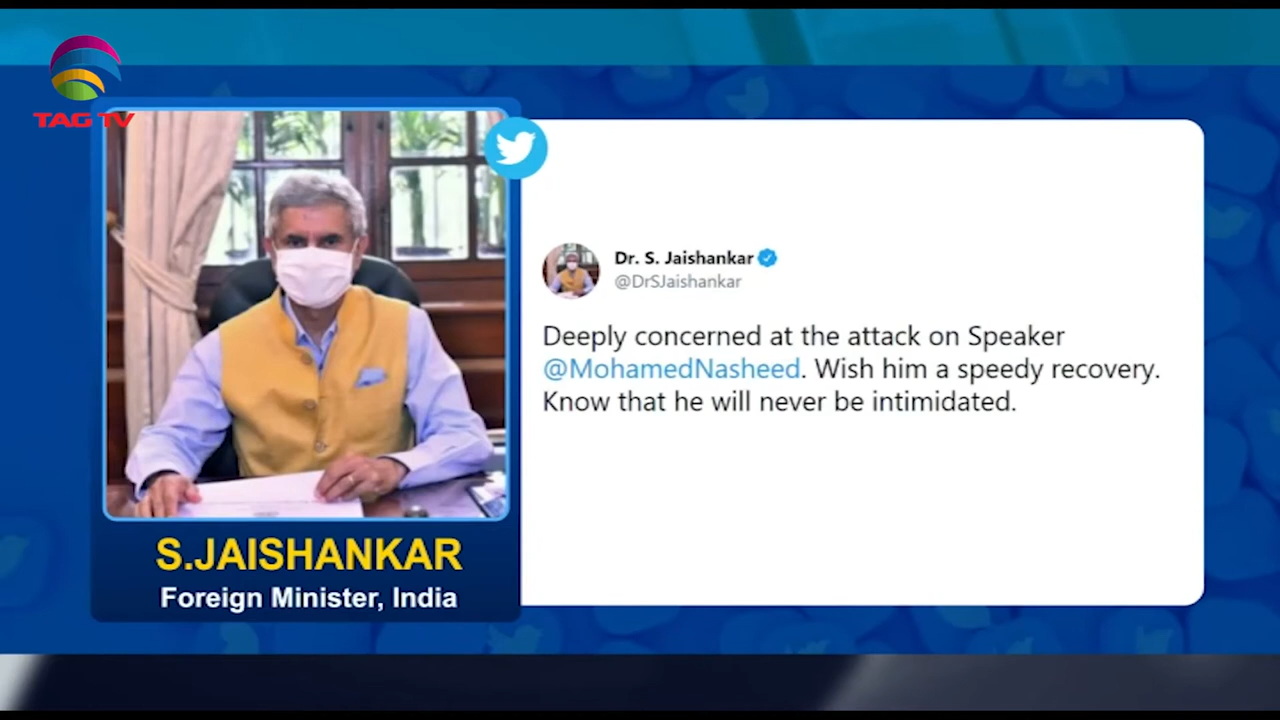 TAG TV
Dr. S. Jaishankar
@DrSJaishankar
Deeply concerned at the attack on Speaker
@MohamedNasheed. Wish him a speedy recovery.
Know that he will never be intimidated.
S.JAISHANKAR
Foreign Minister, India